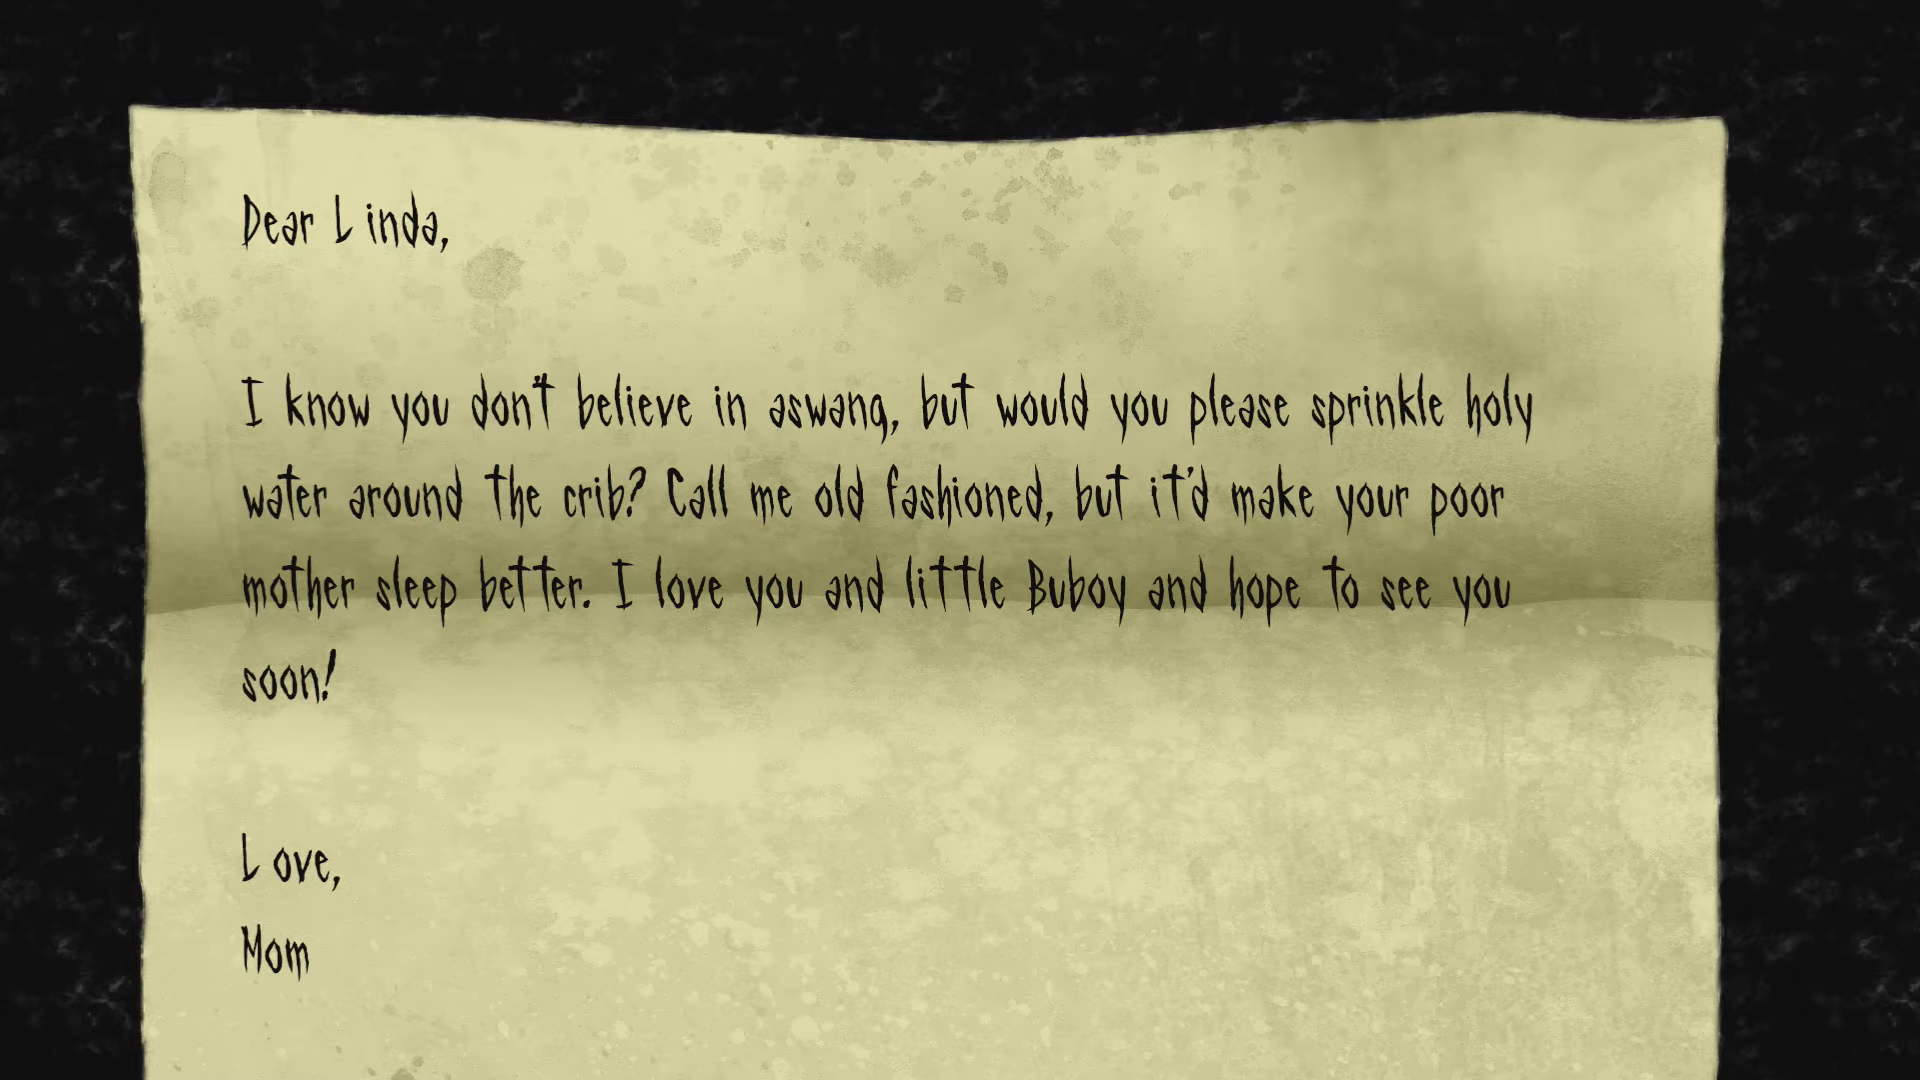 Dear Linda,
I know you don't believe in aswang, but would you please sprinkle holy
water around the crib? Call me old fashioned, but it'd make your poor
mother sleep better. I love you and little Buboy and hope to see you
soon!
Love,
Mom